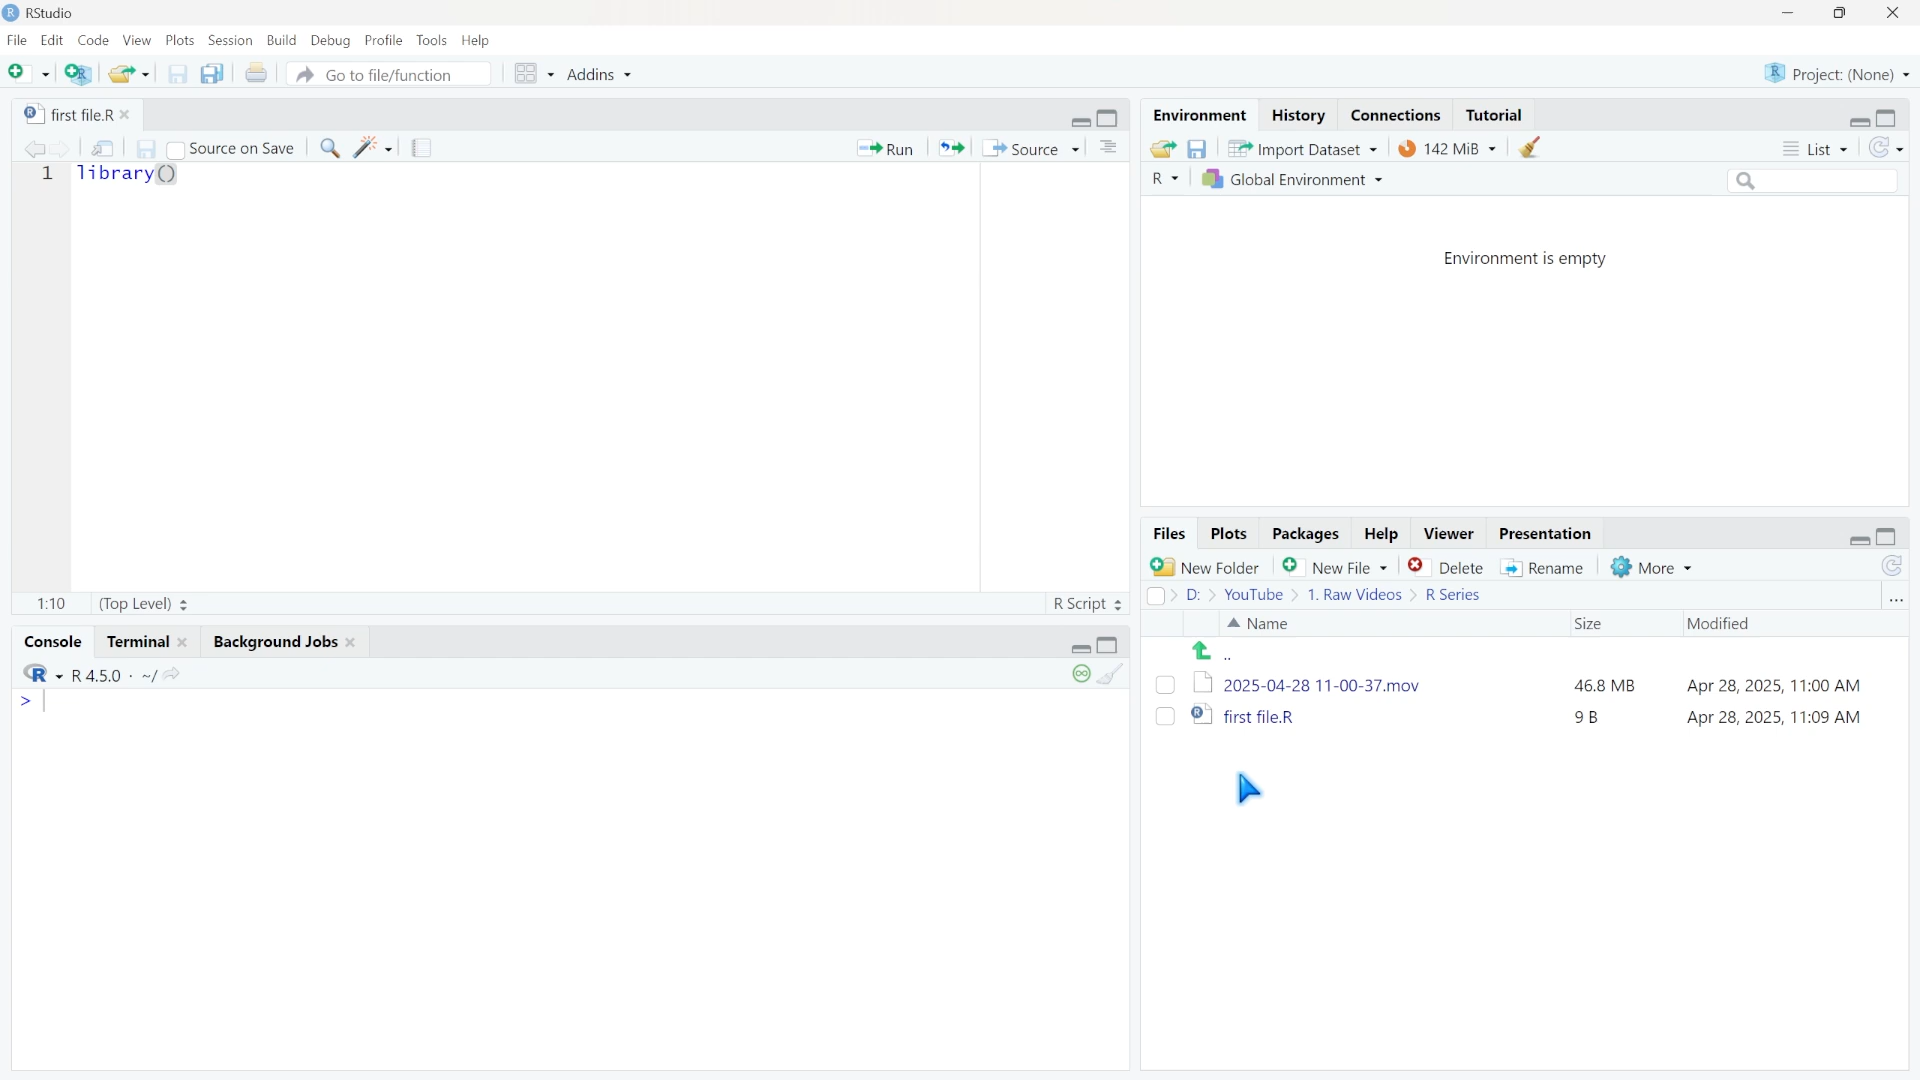 RStudio
File Edit Code View Plots Session Build Debug Profile Tools Help
Go to file/function Addins Project: (None)
first file.R
Source on Save Run Source
1 library()
1:10 (Top Level) R Script
Console Terminal Background Jobs
R 4.5.0 · ~/
>
Environment History Connections Tutorial
Import Dataset 142 MiB List
R Global Environment
Environment is empty
Files Plots Packages Help Viewer Presentation
New Folder New File Delete Rename More
D: YouTube 1. Raw Videos R Series ...
Name Size Modified
..
2025-04-28 11-00-37.mov 46.8 MB Apr 28, 2025, 11:00 AM
first file.R 9 B Apr 28, 2025, 11:09 AM